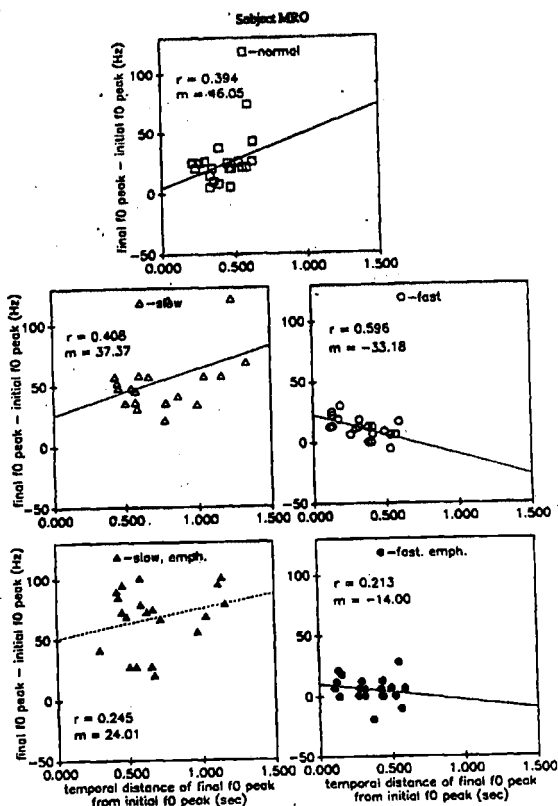 Subject MRO
□-normal
r = 0.394
m = 46.05
final f0 peak - initial f0 peak (Hz)
100
50
0
-50
0.000 0.500 1.000 1.500
△-slow
r = 0.408
m = 37.37
final f0 peak - initial f0 peak (Hz)
100
50
0
-50
0.000 0.500 1.000 1.500
○-fast
r = 0.596
m = -33.18
100
50
0
-50
0.000 0.500 1.000 1.500
▲-slow, emph.
r = 0.245
m = 24.01
final f0 peak - initial f0 peak (Hz)
100
50
0
-50
0.000 0.500 1.000 1.500
temporal distance of final f0 peak
from initial f0 peak (sec)
●-fast. emph.
r = 0.213
m = -14.00
100
50
0
-50
0.000 0.500 1.000 1.500
temporal distance of final f0 peak
from initial f0 peak (sec)